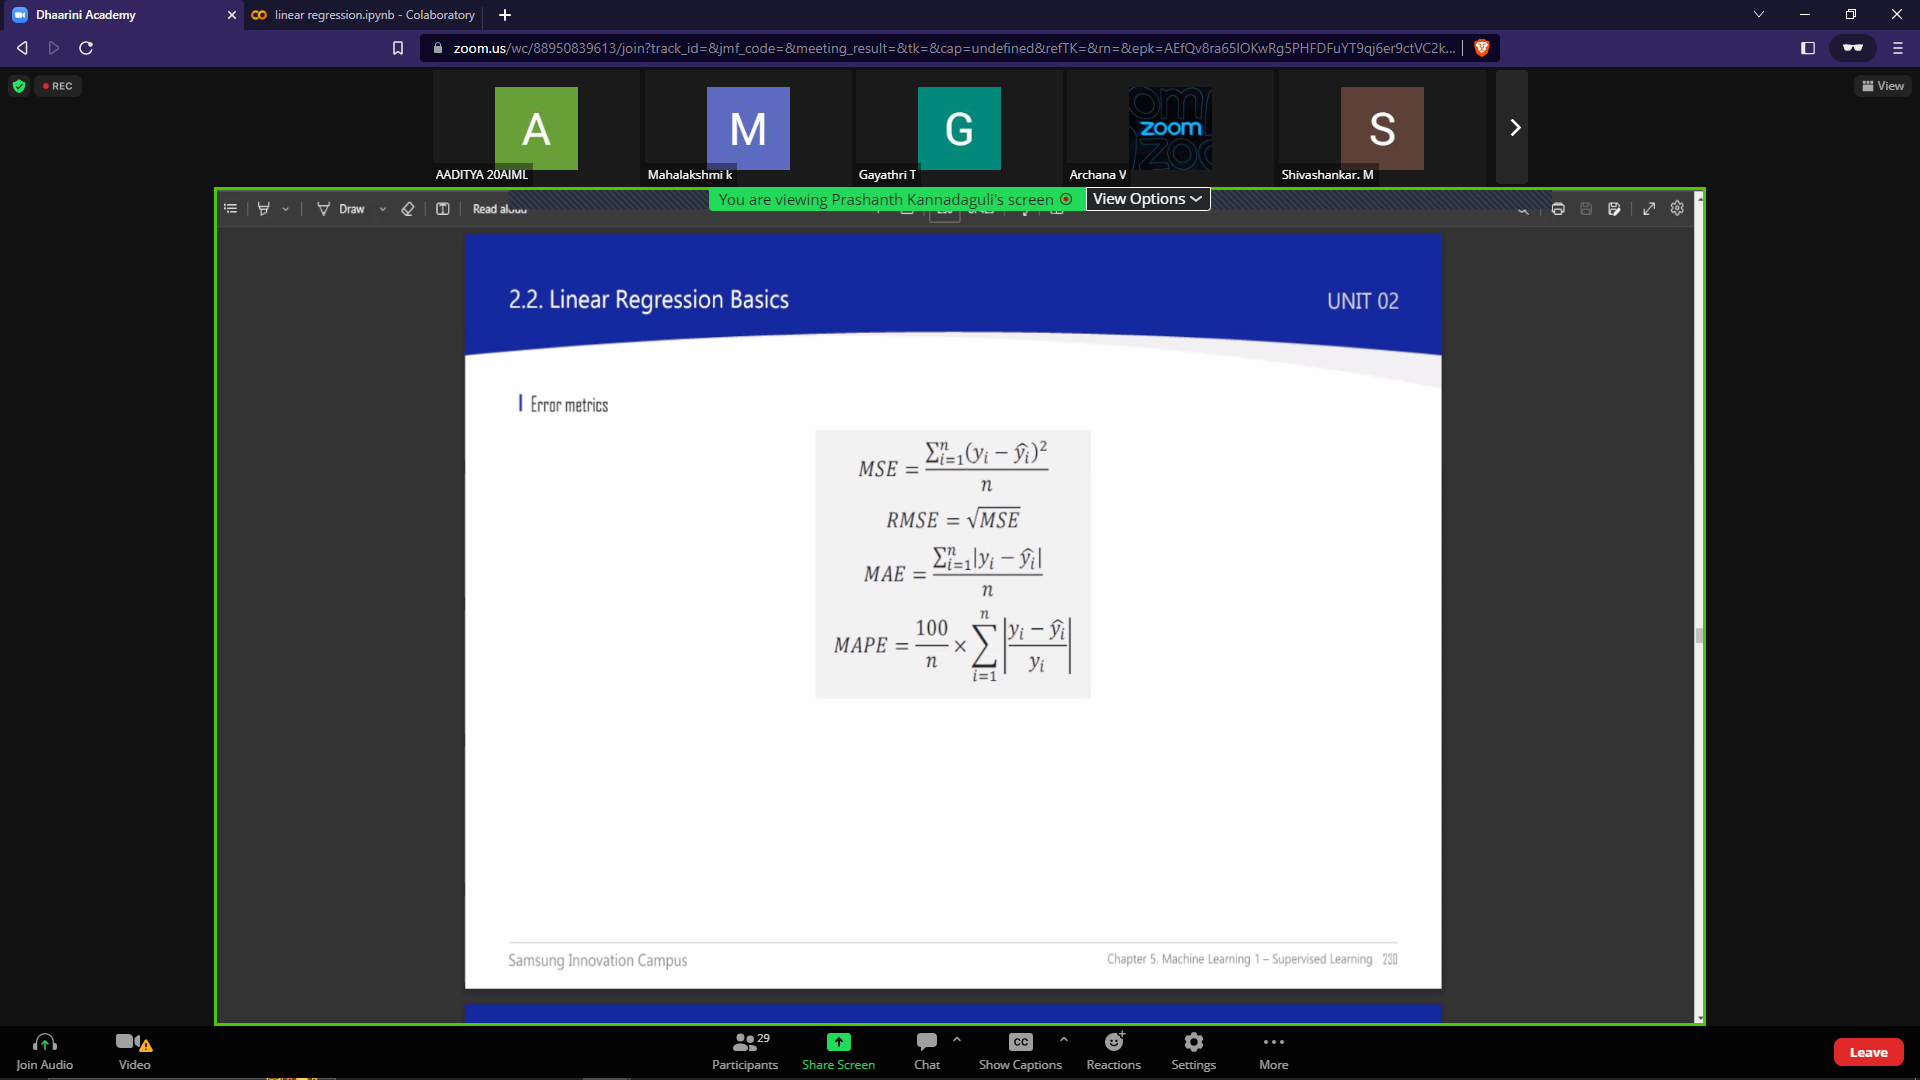 Dhaarini Academy
linear regression.ipynb - Colaboratory
zoom.us/wc/88950839613/join?track_id=&jmf_code=&meeting_result=&tk=&cap=undefined&refTK=&rn=&epk=AEfQv8ra65IOKwRg5PHFDFuYT9qj6er9ctVC2k...
REC
View
A
M
G
zoom
S
AADITYA 20AIML
Mahalakshmi k
Gayathri T
Archana V
Shivashankar. M
You are viewing Prashanth Kannadaguli's screen
View Options
Draw
Read aloud
2.2. Linear Regression Basics
UNIT 02
Error metrics
MSE = \frac{\sum_{i=1}^{n}(y_i - \hat{y}_i)^2}{n}
RMSE = \sqrt{MSE}
MAE = \frac{\sum_{i=1}^{n}|y_i - \hat{y}_i|}{n}
MAPE = \frac{100}{n} × \sum_{i=1}^{n} \left|\frac{y_i - \hat{y}_i}{y_i}\right|
Samsung Innovation Campus
Chapter 5. Machine Learning 1 – Supervised Learning 230
Join Audio
Video
29
Participants
Share Screen
Chat
CC
Show Captions
Reactions
Settings
More
Leave